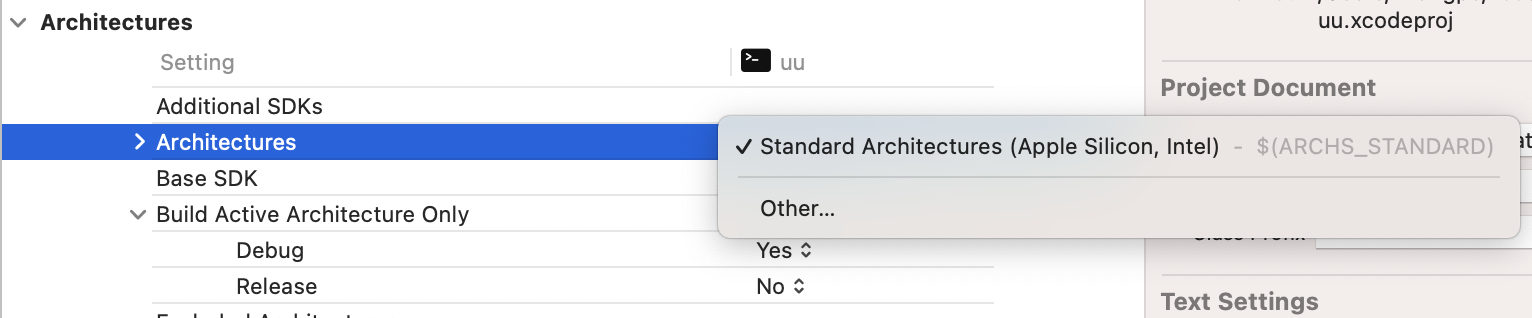 Architectures
Setting
uu
Additional SDKs
Architectures
Standard Architectures (Apple Silicon, Intel) - $(ARCHS_STANDARD)
Other...
Base SDK
Build Active Architecture Only
Debug
Yes
Release
No
uu.xcodeproj
Project Document
Text Settings